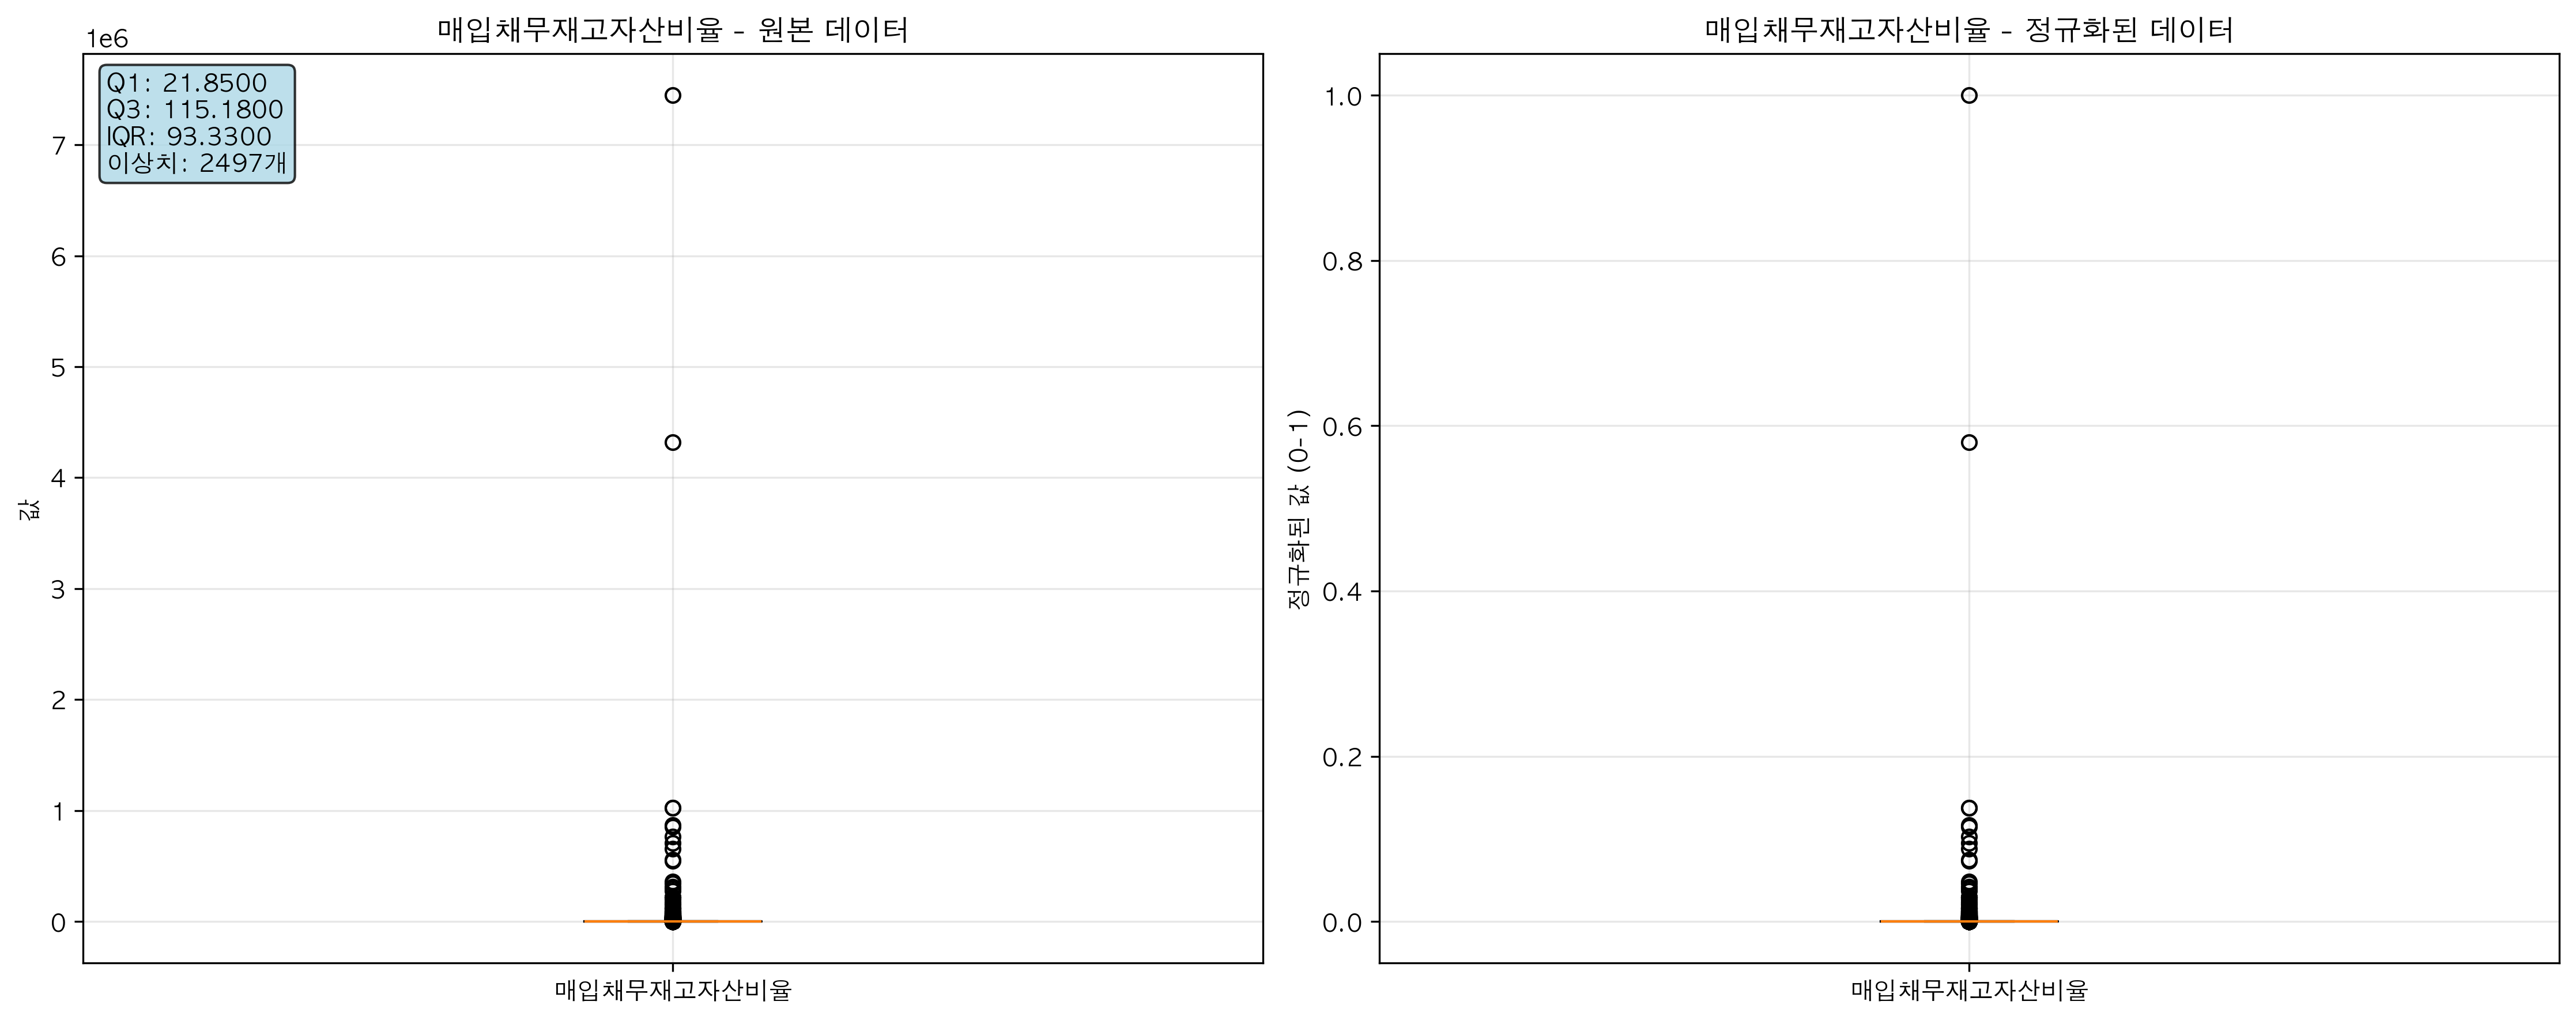 매입채무재고자산비율 - 원본 데이터
1e6
Q1: 21.8500
Q3: 115.1800
IQR: 93.3300
이상치: 2497개
7
6
5
4
3
2
1
0
값
매입채무재고자산비율
매입채무재고자산비율 - 정규화된 데이터
1.0
0.8
0.6
0.4
0.2
0.0
정규화된 값 (0-1)
매입채무재고자산비율